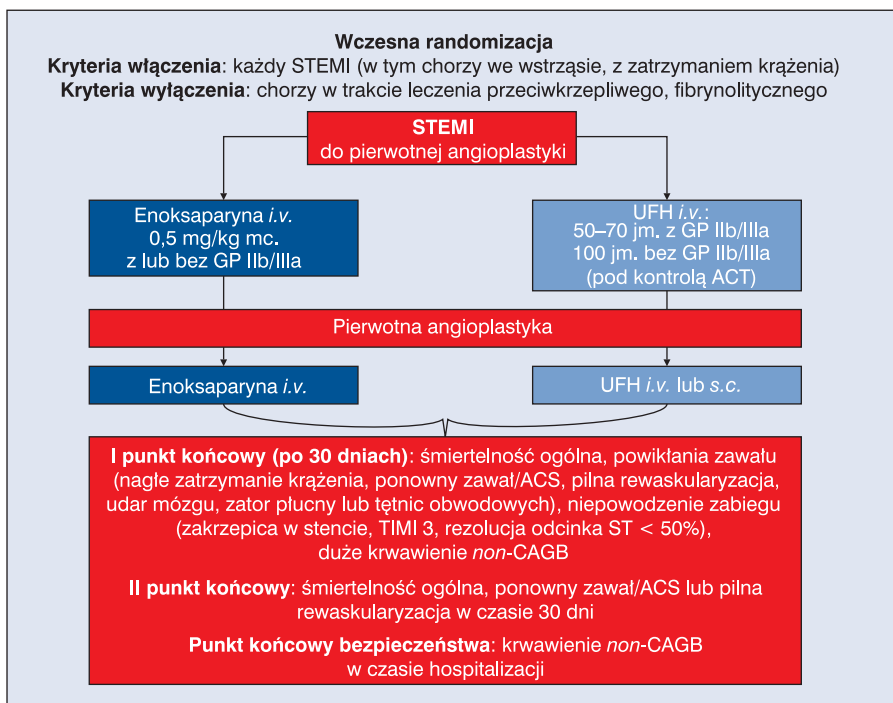 Wczesna randomizacja
Kryteria włączenia: każdy STEMI (w tym chorzy we wstrząsie, z zatrzymaniem krążenia)
Kryteria wyłączenia: chorzy w trakcie leczenia przeciwkrzepliwego, fibrynolitycznego
STEMI
do pierwotnej angioplastyki
Enoksaparyna i.v.
0,5 mg/kg mc.
z lub bez GP IIb/IIIa
UFH i.v.:
50–70 jm. z GP IIb/IIIa
100 jm. bez GP IIb/IIIa
(pod kontrolą ACT)
Pierwotna angioplastyka
Enoksaparyna i.v.
UFH i.v. lub s.c.
I punkt końcowy (po 30 dniach): śmiertelność ogólna, powikłania zawału
(nagłe zatrzymanie krążenia, ponowny zawał/ACS, pilna rewaskularyzacja,
udar mózgu, zator płucny lub tętnic obwodowych), niepowodzenie zabiegu
(zakrzepica w stencie, TIMI 3, rezolucja odcinka ST < 50%),
duże krwawienie non-CAGB
II punkt końcowy: śmiertelność ogólna, ponowny zawał/ACS lub pilna
rewaskularyzacja w czasie 30 dni
Punkt końcowy bezpieczeństwa: krwawienie non-CAGB
w czasie hospitalizacji